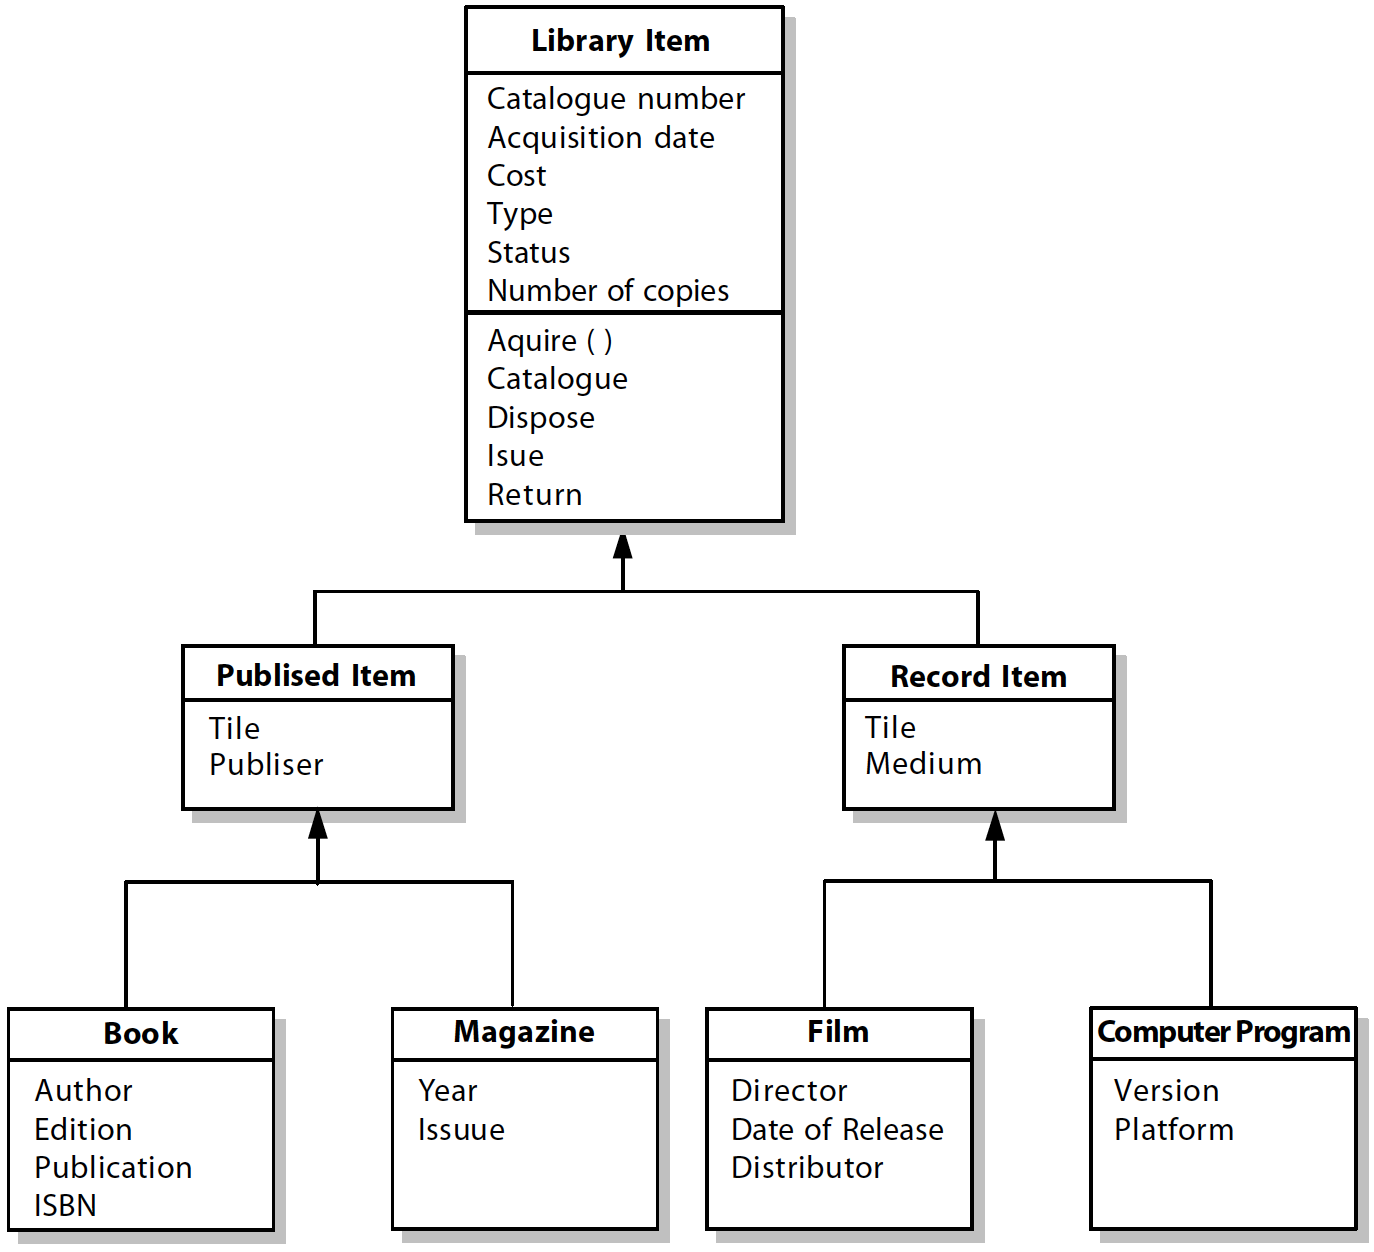 Library Item
Catalogue number
Acquisition date
Cost
Type
Status
Number of copies
Aquire ( )
Catalogue
Dispose
Isue
Return
Publised Item
Tile
Publiser
Record Item
Tile
Medium
Book
Author
Edition
Publication
ISBN
Magazine
Year
Issuue
Film
Director
Date of Release
Distributor
Computer Program
Version
Platform